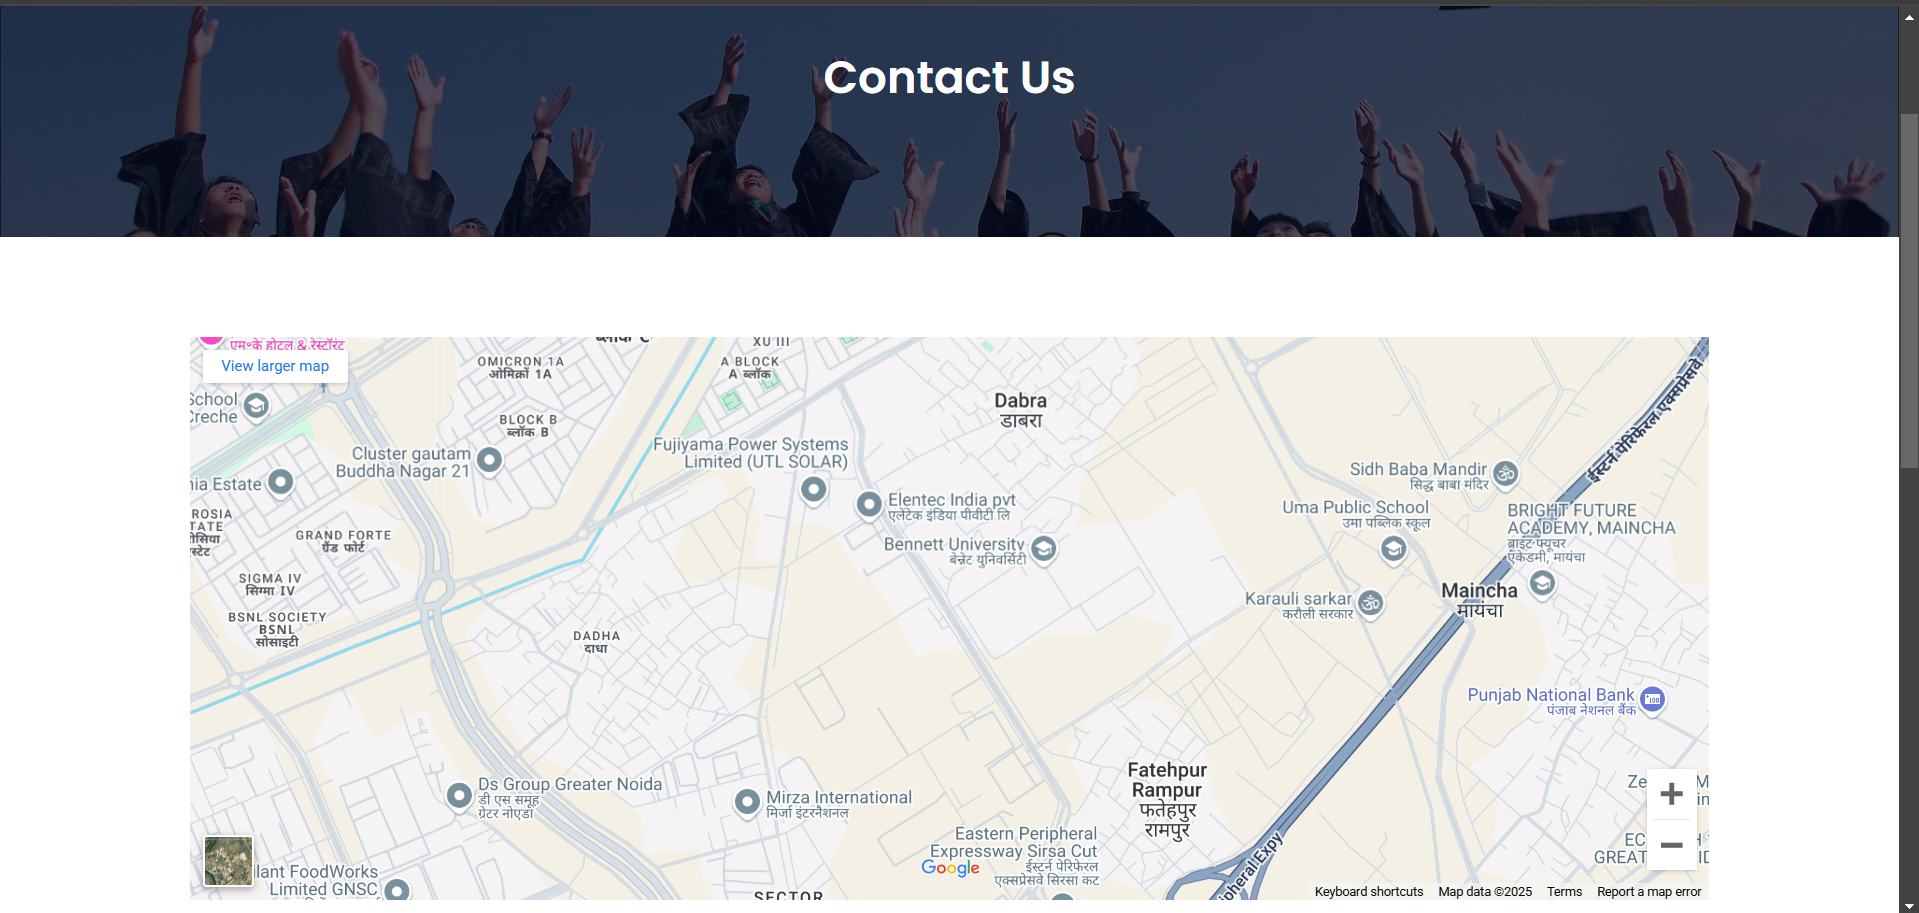 Contact Us
एम॰के होटल & रेस्टॉरेंट
View larger map
OMICRON 1A
ओमिक्रॉं 1A
XU III
A BLOCK
A ब्लॉक
School
Creche
BLOCK B
ब्लॉक B
Dabra
डाबरा
Cluster gautam
Buddha Nagar 21
Fujiyama Power Systems
Limited (UTL SOLAR)
Sidh Baba Mandir
सिद्ध बाबा मंदिर
ईस्टर्न पेरिफेरल एक्सप्रेसवे
nia Estate
Elentec India pvt
एलेंटेक इंडिया पीवीटी लि
Uma Public School
उमा पब्लिक स्कूल
BRIGHT FUTURE
ACADEMY, MAINCHA
ब्राइट फ्यूचर
एकेडमी, मायंचा
ROSIA
TATE
GRAND FORTE
ग्रैंड फोर्ट
Bennett University
बेन्नेट युनिवर्सिटी
SIGMA IV
सिग्मा IV
Karauli sarkar
करौली सरकार
Maincha
मायंचा
BSNL SOCIETY
BSNL
सोसाइटी
DADHA
दाधा
Punjab National Bank
पंजाब नेशनल बैंक
Ds Group Greater Noida
डी एस समूह
ग्रेटर नोएडा
Mirza International
मिर्जा इंटरनैशनल
Fatehpur
Rampur
फतेहपुर
रामपुर
Eastern Peripheral
Expressway Sirsa Cut
ईस्टर्न पेरिफेरल
एक्सप्रेसवे सिरसा कट
Google
ipheral Expy
llant FoodWorks
Limited GNSC
SECTOR
Keyboard shortcuts Map data ©2025 Terms Report a map error